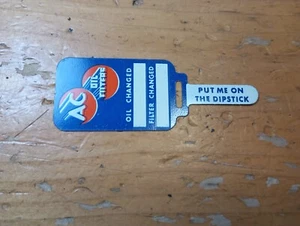 AC
OIL
FILTERS
OIL CHANGED
FILTER CHANGED
PUT ME ON
THE DIPSTICK